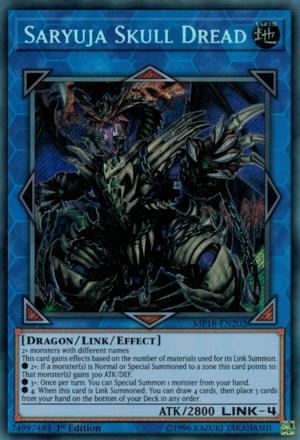 SARYUJA SKULL DREAD
EARTH
地
MP18-EN202
[DRAGON/LINK/EFFECT]
2+ monsters with different names
This card gains effects based on the number of materials used for its Link Summon.
● 2+: If a monster(s) is Normal or Special Summoned to a zone this card points to:
That monster(s) gains 300 ATK/DEF.
● 3+: Once per turn: You can Special Summon 1 monster from your hand.
● 4: When this card is Link Summoned: You can draw 4 cards, then place 3 cards
from your hand on the bottom of your Deck in any order.
ATK/2800 LINK-4
74997493 1st Edition ©1996 KAZUKI TAKAHASHI